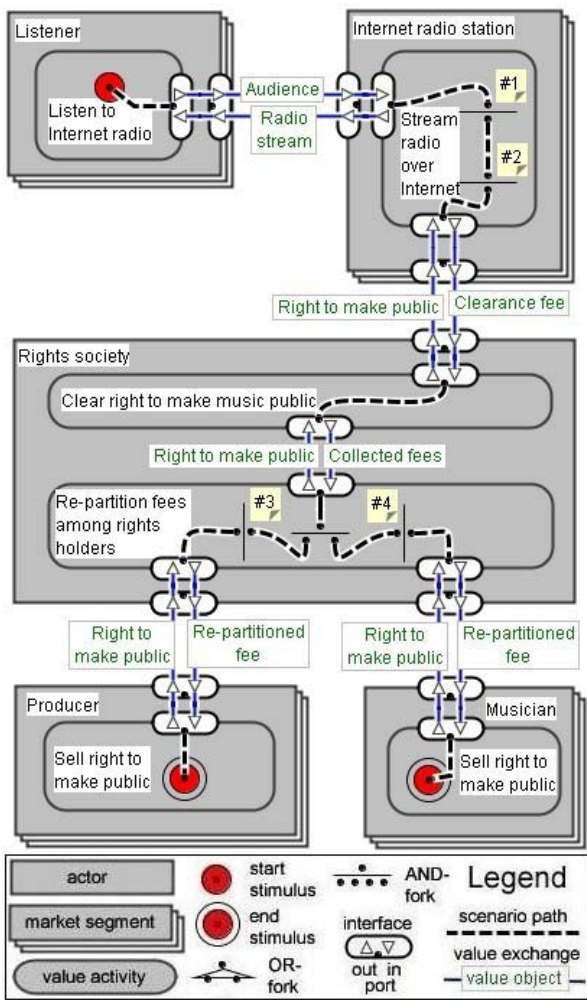 Listener
Internet radio station
Listen to
Internet radio
Audience
Radio
stream
#1
Stream
radio
over
Internet
#2
Right to make public
Clearance fee
Rights society
Clear right to make music public
Right to make public
Collected fees
Re-partition fees
among rights
holders
#3
#4
Right to
make public
Re-partitioned
fee
Right to
make public
Re-partition
fee
Producer
Musician
Sell right to
make public
Sell right to
make public
actor
market segment
value activity
start
stimulus
end
stimulus
OR-
fork
AND-
fork
interface
out in
port
Legend
scenario path
value exchange
value object